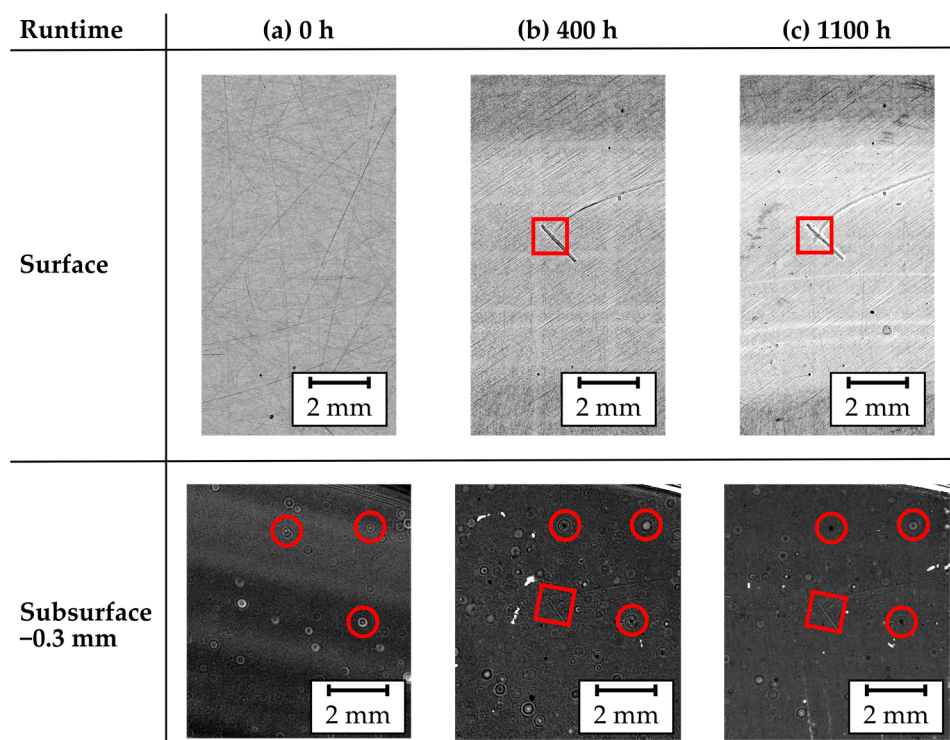 Runtime (a) 0 h (b) 400 h (c) 1100 h
Surface
2 mm 2 mm 2 mm
Subsurface
−0.3 mm
2 mm 2 mm 2 mm